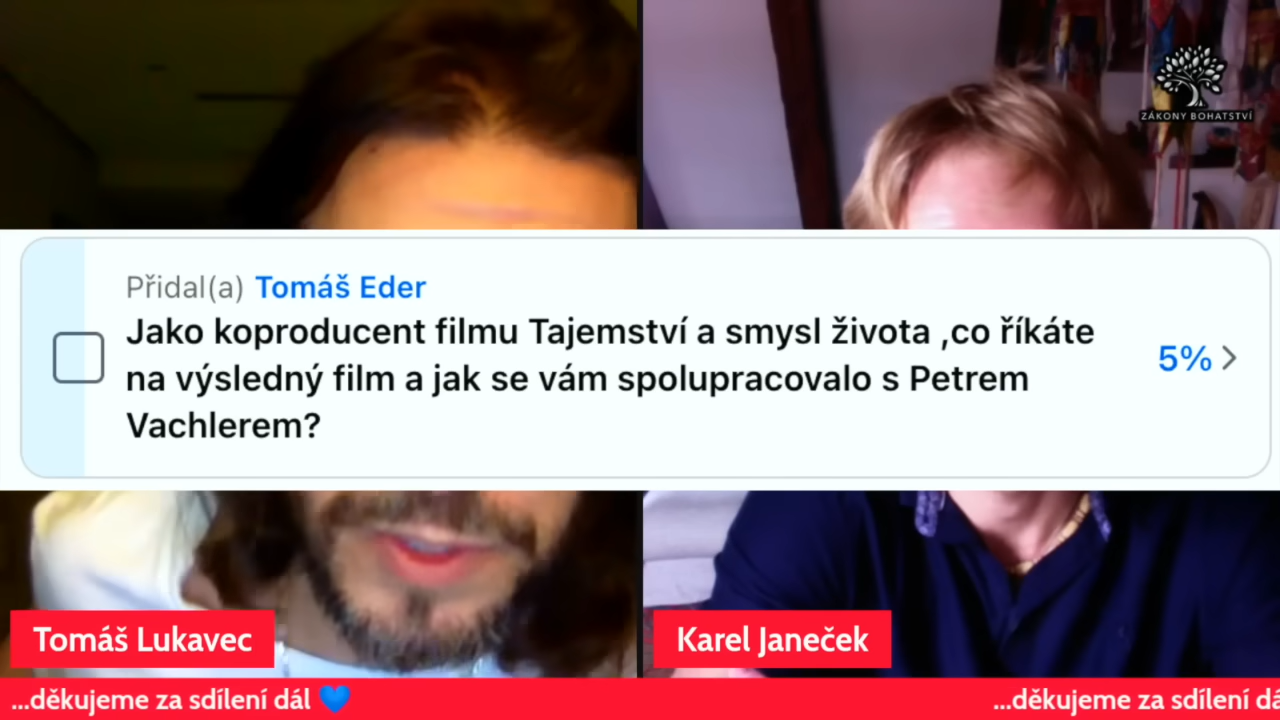 ZÁKONY BOHATSTVÍ
Přidal(a) Tomáš Eder
Jako koproducent filmu Tajemství a smysl života ,co říkáte
na výsledný film a jak se vám spolupracovalo s Petrem
Vachlerem?
5%
Tomáš Lukavec
Karel Janeček
...děkujeme za sdílení dál 💙
...děkujeme za sdílení dá